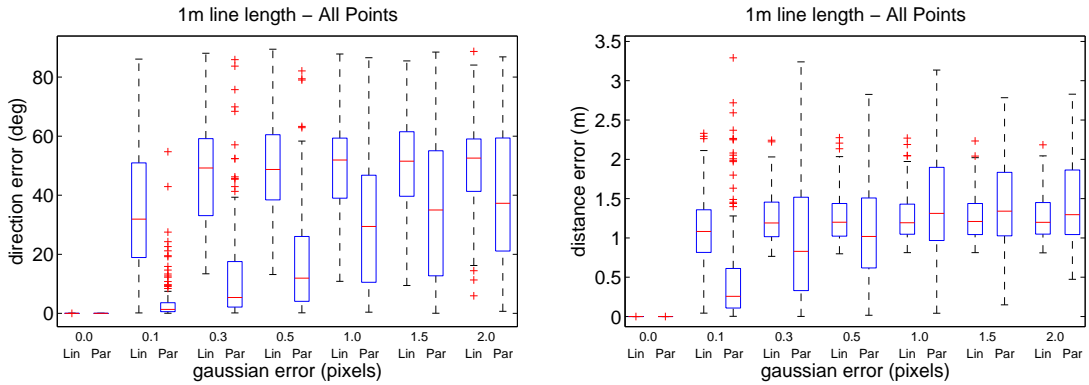 1m line length – All Points
direction error (deg)
80
60
40
20
0
0.0 0.1 0.3 0.5 1.0 1.5 2.0
Lin Par Lin Par Lin Par Lin Par Lin Par Lin Par Lin Par
gaussian error (pixels)
1m line length – All Points
distance error (m)
3.5
3
2.5
2
1.5
1
0.5
0
0.0 0.1 0.3 0.5 1.0 1.5 2.0
Lin Par Lin Par Lin Par Lin Par Lin Par Lin Par Lin Par
gaussian error (pixels)